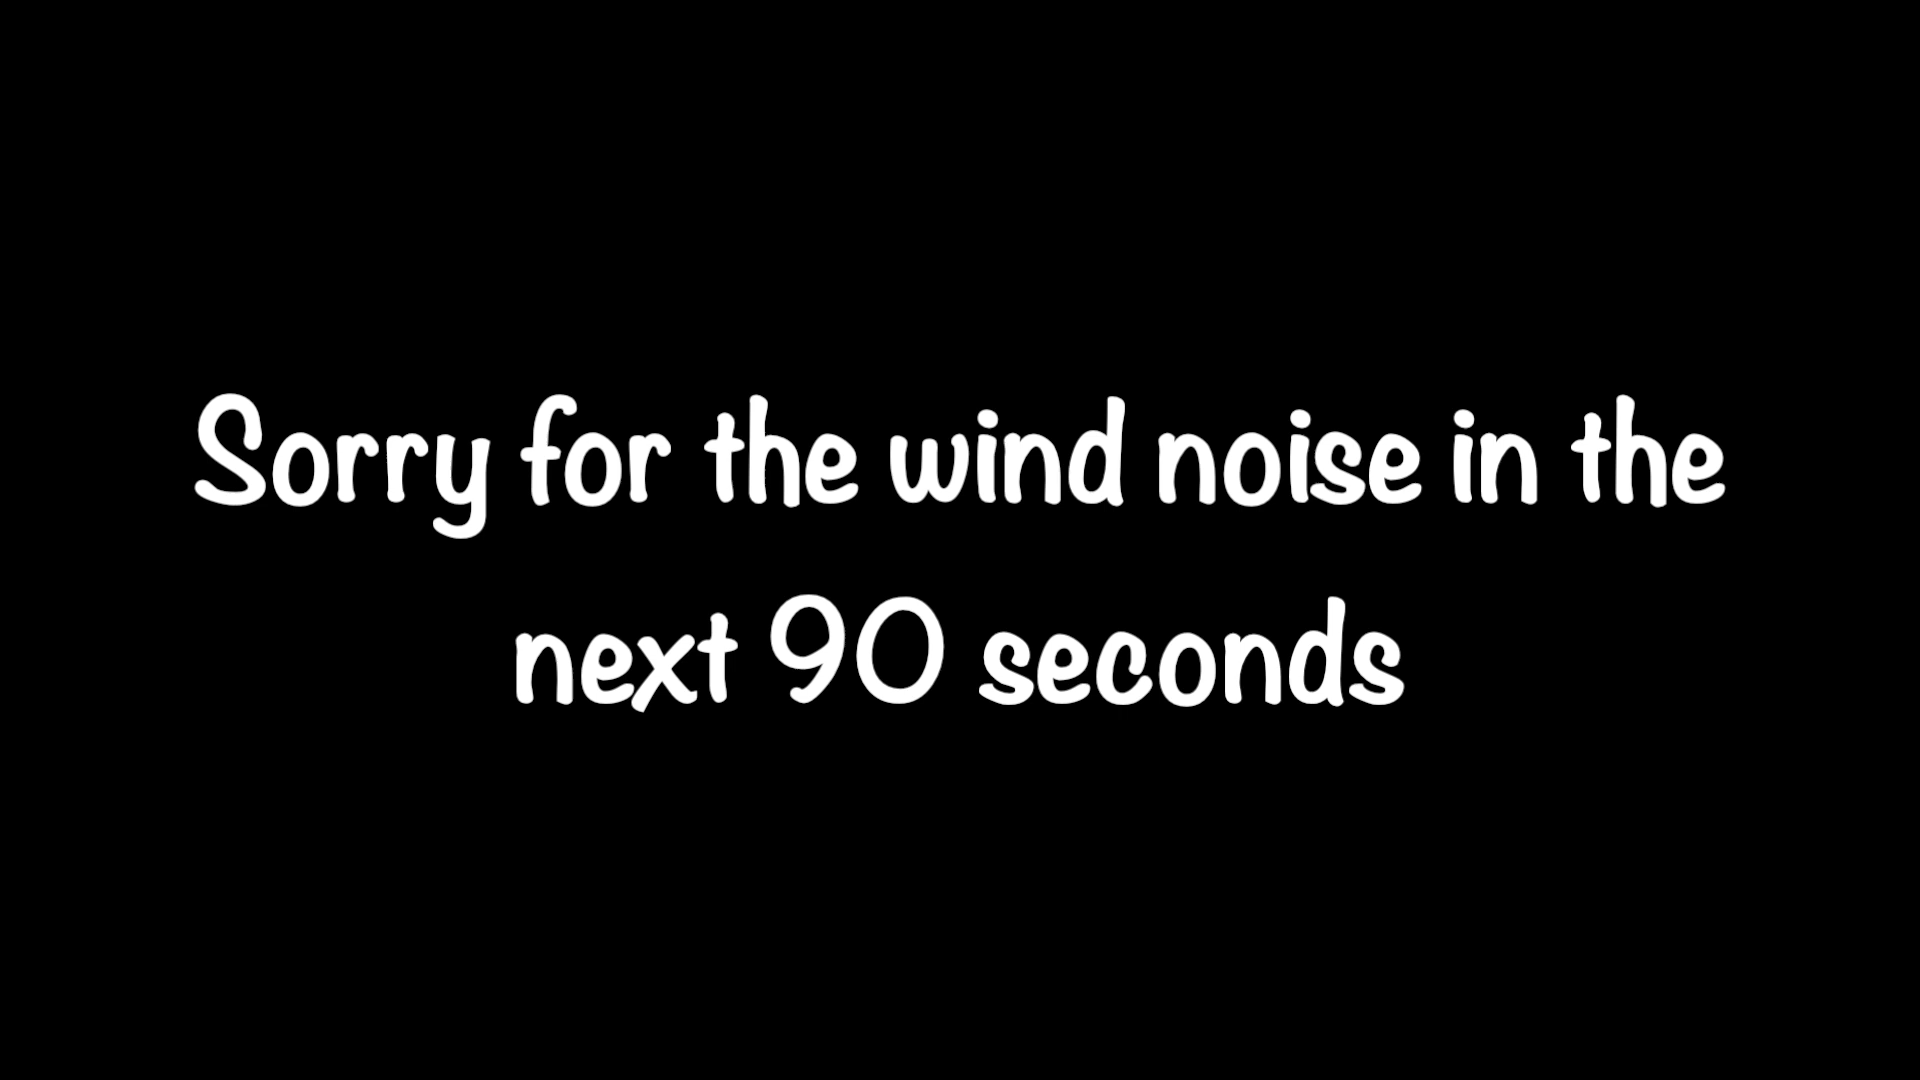 Sorry for the wind noise in the
next 90 seconds